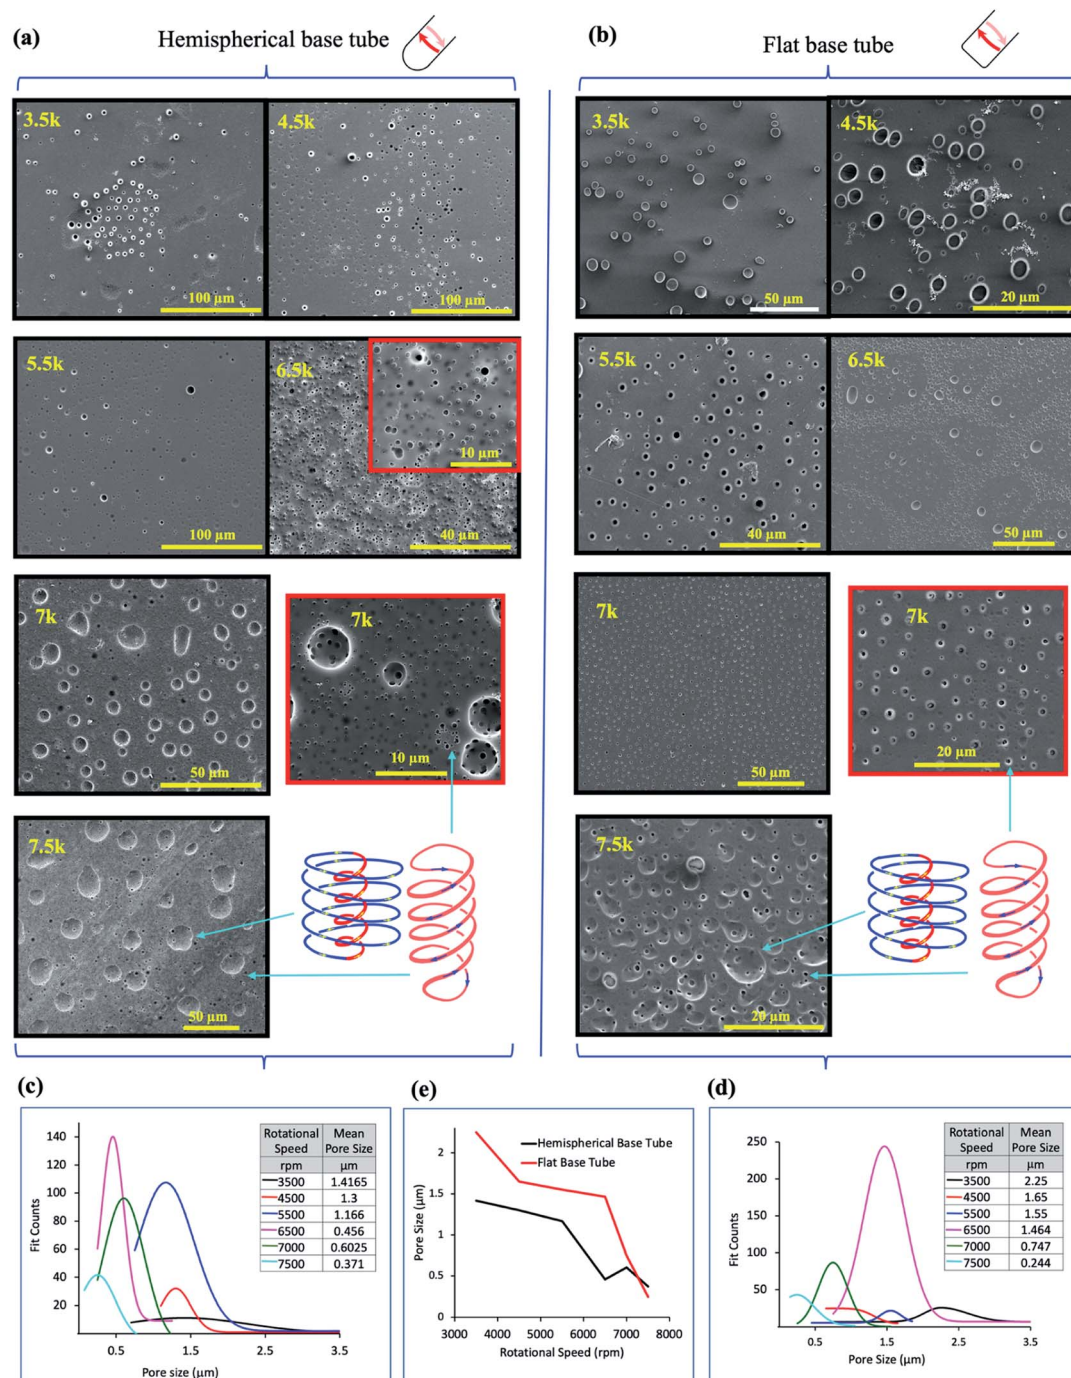 (a)
Hemispherical base tube
3.5k
100 µm
4.5k
100 µm
5.5k
100 µm
6.5k
10 µm
40 µm
7k
50 µm
7k
10 µm
7.5k
50 µm
(b)
Flat base tube
3.5k
50 µm
4.5k
20 µm
5.5k
40 µm
6.5k
50 µm
7k
50 µm
7k
20 µm
7.5k
20 µm
(c)
Fit Counts
140
120
100
80
60
40
20
0.5 1.5 2.5 3.5
Pore size (µm)
Rotational Speed Mean Pore Size
rpm µm
3500 1.4165
4500 1.3
5500 1.166
6500 0.456
7000 0.6025
7500 0.371
(e)
Pore Size (µm)
2
1.5
1
0.5
0
3000 4000 5000 6000 7000 8000
Rotational Speed (rpm)
Hemispherical Base Tube
Flat Base Tube
(d)
Fit Counts
250
200
150
100
50
0.5 1.5 2.5 3.5
Pore Size (µm)
Rotational Speed Mean Pore Size
rpm µm
3500 2.25
4500 1.65
5500 1.55
6500 1.464
7000 0.747
7500 0.244